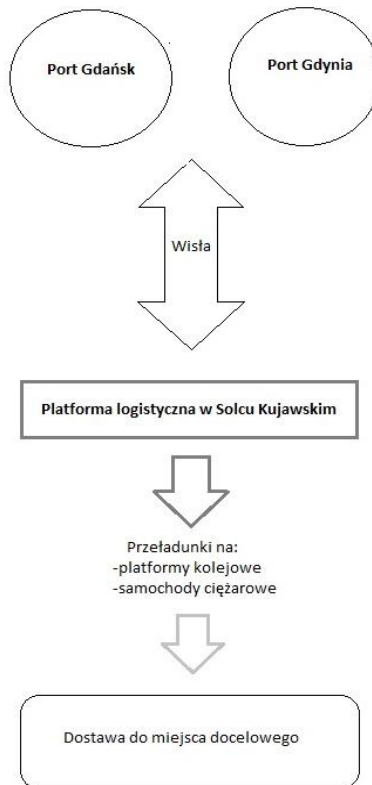 Port Gdańsk
Port Gdynia
Wisła
Platforma logistyczna w Solcu Kujawskim
Przeładunki na:
-platformy kolejowe
-samochody ciężarowe
Dostawa do miejsca docelowego